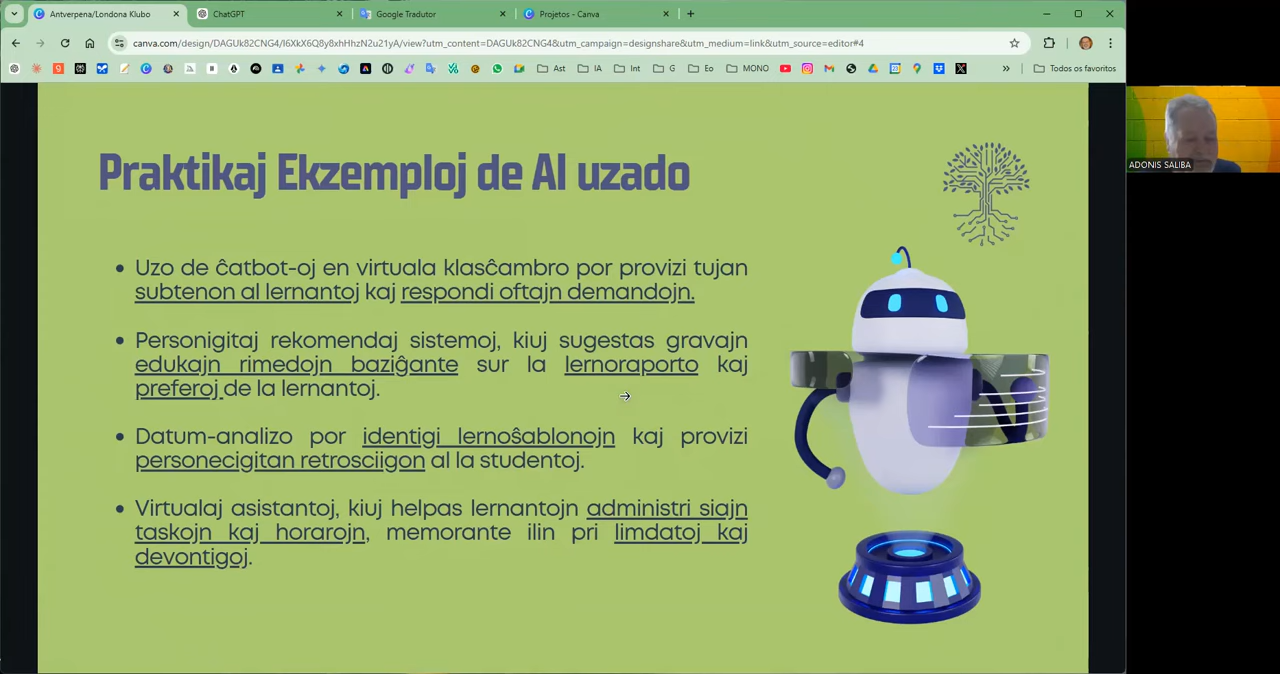 Antverpena/Londona Klubo
ChatGPT
Google Tradutor
Projetos - Canva
canva.com/design/DAGUk82CNG4/I6XkX6Q8y8xhHhzN2u21yA/view?utm_content=DAGUk82CNG4&utm_campaign=designshare&utm_medium=link&utm_source=editor#4
Ast
IA
Int
G
Eo
MONO
Todos os favoritos
Praktikaj Ekzemploj de AI uzado
Uzo de ĉatbot-oj en virtuala klasĉambro por provizi tujan
subtenon al lernantoj kaj respondi oftajn demandojn.
Personigitaj rekomendaj sistemoj, kiuj sugestas gravajn
edukajn rimedojn baziĝante sur la lernoraporto kaj
preferoj de la lernantoj.
Datum-analizo por identigi lernoŝablonojn kaj provizi
personecigitan retrosciigon al la studentoj.
Virtualaj asistantoj, kiuj helpas lernantojn administri siajn
taskojn kaj horarojn, memorante ilin pri limdatoj kaj
devontigoj.
ADONIS SALIBA